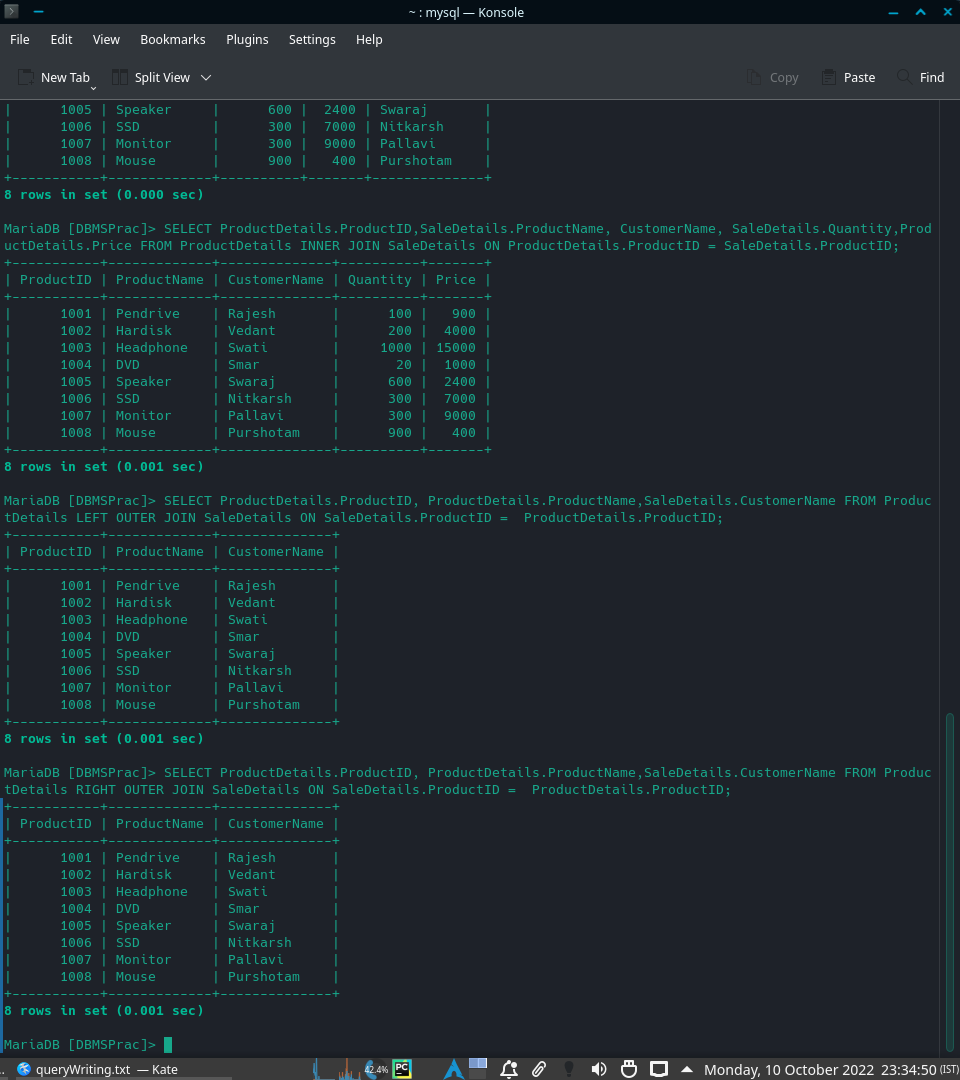 ~ : mysql — Konsole
File Edit View Bookmarks Plugins Settings Help
New Tab Split View Copy Paste Find
|      1005 | Speaker     |      600 |  2400 | Swaraj       |
|      1006 | SSD         |      300 |  7000 | Nitkarsh     |
|      1007 | Monitor     |      300 |  9000 | Pallavi      |
|      1008 | Mouse       |      900 |   400 | Purshotam    |
+-----------+-------------+----------+-------+--------------+
8 rows in set (0.000 sec)
MariaDB [DBMSPrac]> SELECT ProductDetails.ProductID,SaleDetails.ProductName, CustomerName, SaleDetails.Quantity,Prod
uctDetails.Price FROM ProductDetails INNER JOIN SaleDetails ON ProductDetails.ProductID = SaleDetails.ProductID;
+-----------+-------------+--------------+----------+-------+
| ProductID | ProductName | CustomerName | Quantity | Price |
+-----------+-------------+--------------+----------+-------+
|      1001 | Pendrive    | Rajesh       |      100 |   900 |
|      1002 | Hardisk     | Vedant       |      200 |  4000 |
|      1003 | Headphone   | Swati        |     1000 | 15000 |
|      1004 | DVD         | Smar         |       20 |  1000 |
|      1005 | Speaker     | Swaraj       |      600 |  2400 |
|      1006 | SSD         | Nitkarsh     |      300 |  7000 |
|      1007 | Monitor     | Pallavi      |      300 |  9000 |
|      1008 | Mouse       | Purshotam    |      900 |   400 |
+-----------+-------------+--------------+----------+-------+
8 rows in set (0.001 sec)
MariaDB [DBMSPrac]> SELECT ProductDetails.ProductID, ProductDetails.ProductName,SaleDetails.CustomerName FROM Produc
tDetails LEFT OUTER JOIN SaleDetails ON SaleDetails.ProductID =  ProductDetails.ProductID;
+-----------+-------------+--------------+
| ProductID | ProductName | CustomerName |
+-----------+-------------+--------------+
|      1001 | Pendrive    | Rajesh       |
|      1002 | Hardisk     | Vedant       |
|      1003 | Headphone   | Swati        |
|      1004 | DVD         | Smar         |
|      1005 | Speaker     | Swaraj       |
|      1006 | SSD         | Nitkarsh     |
|      1007 | Monitor     | Pallavi      |
|      1008 | Mouse       | Purshotam    |
+-----------+-------------+--------------+
8 rows in set (0.001 sec)
MariaDB [DBMSPrac]> SELECT ProductDetails.ProductID, ProductDetails.ProductName,SaleDetails.CustomerName FROM Produc
tDetails RIGHT OUTER JOIN SaleDetails ON SaleDetails.ProductID =  ProductDetails.ProductID;
+-----------+-------------+--------------+
| ProductID | ProductName | CustomerName |
+-----------+-------------+--------------+
|      1001 | Pendrive    | Rajesh       |
|      1002 | Hardisk     | Vedant       |
|      1003 | Headphone   | Swati        |
|      1004 | DVD         | Smar         |
|      1005 | Speaker     | Swaraj       |
|      1006 | SSD         | Nitkarsh     |
|      1007 | Monitor     | Pallavi      |
|      1008 | Mouse       | Purshotam    |
+-----------+-------------+--------------+
8 rows in set (0.001 sec)
MariaDB [DBMSPrac]>
.. queryWriting.txt — Kate 42.4% PC Monday, 10 October 2022 23:34:50 (IST)